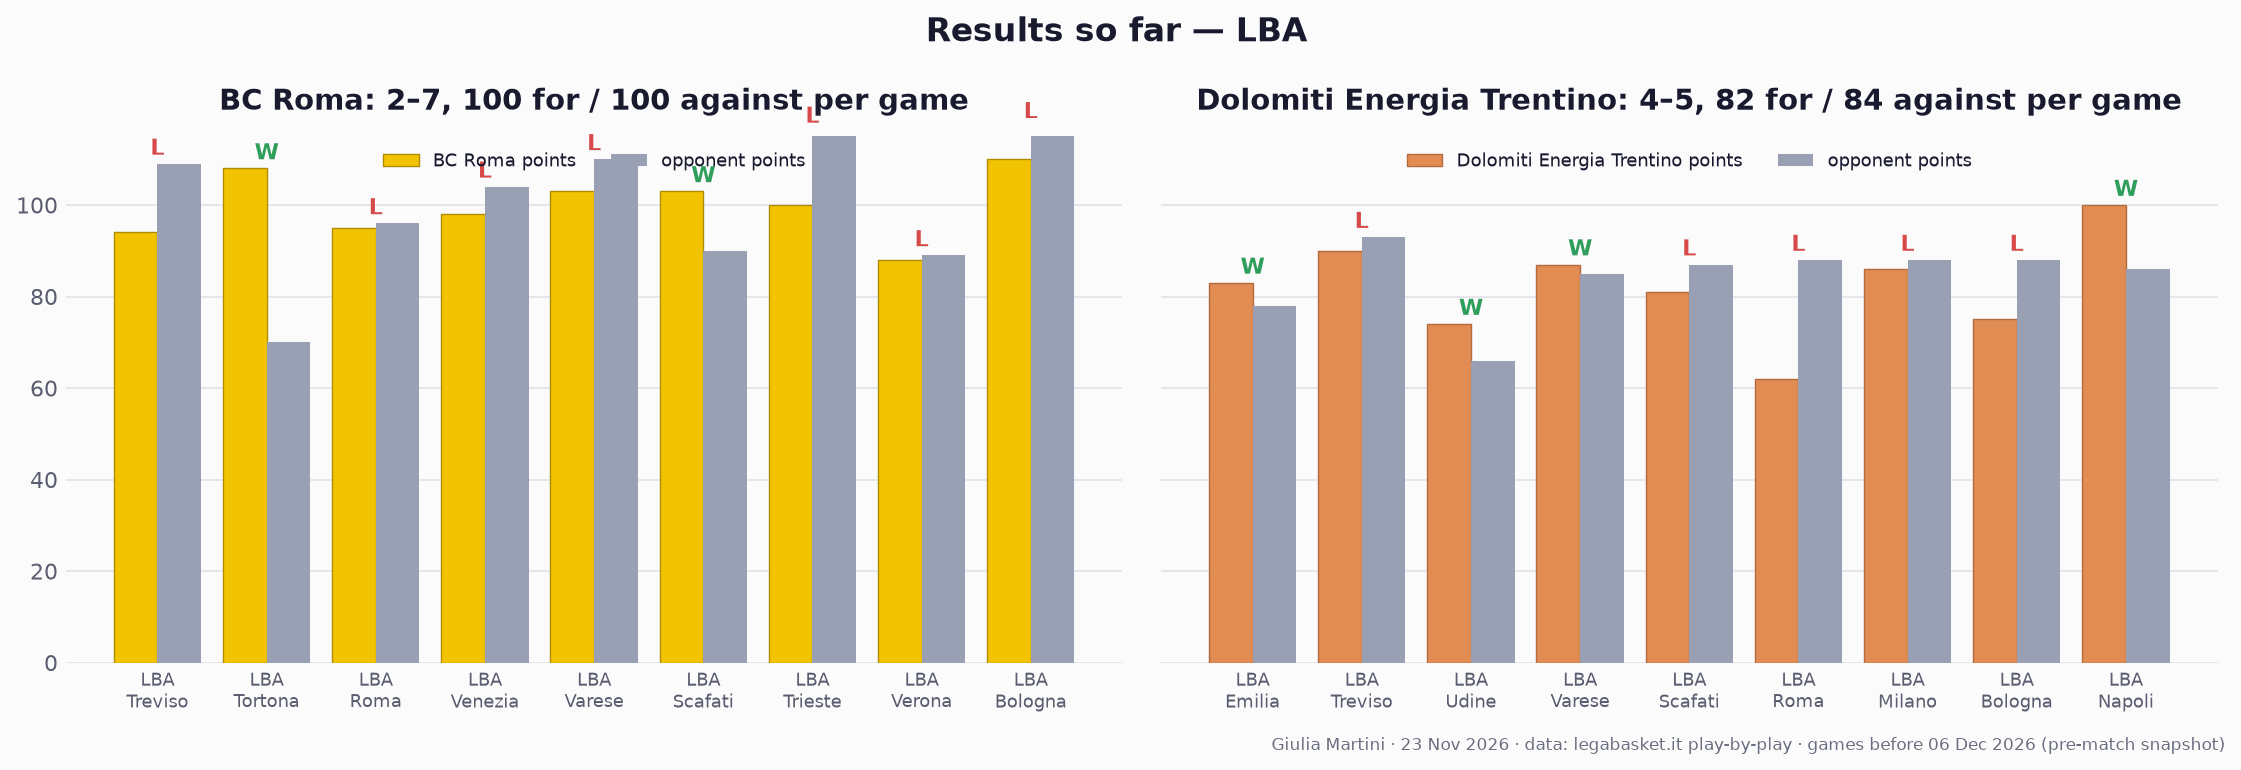 Results so far — LBA
BC Roma: 2–7, 100 for / 100 against per game
L W L L L W L L L
BC Roma points
opponent points
100
80
60
40
20
0
LBA Treviso
LBA Tortona
LBA Roma
LBA Venezia
LBA Varese
LBA Scafati
LBA Trieste
LBA Verona
LBA Bologna
Dolomiti Energia Trentino: 4–5, 82 for / 84 against per game
Dolomiti Energia Trentino points
opponent points
W L W W L L L L W
LBA Emilia
LBA Treviso
LBA Udine
LBA Varese
LBA Scafati
LBA Roma
LBA Milano
LBA Bologna
LBA Napoli
Giulia Martini · 23 Nov 2026 · data: legabasket.it play-by-play · games before 06 Dec 2026 (pre-match snapshot)